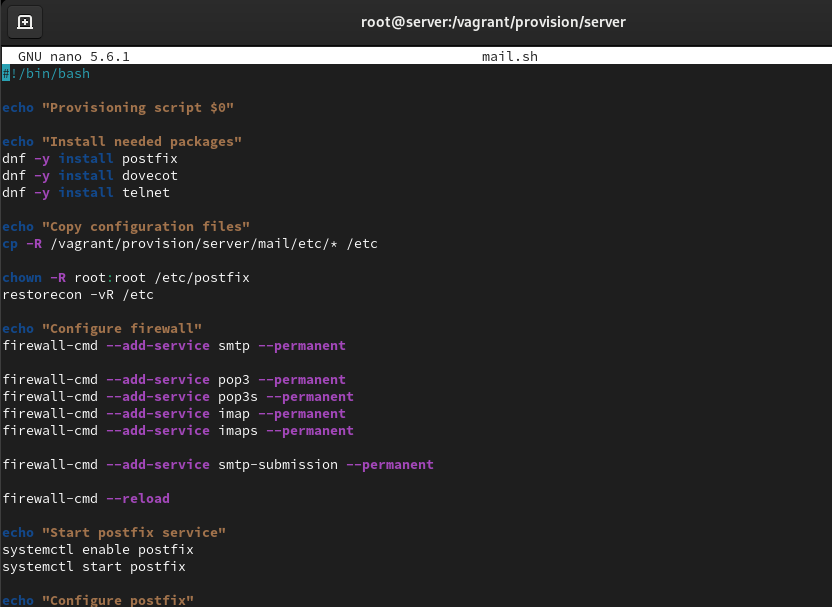 root@server:/vagrant/provision/server
GNU nano 5.6.1 mail.sh
#!/bin/bash
echo "Provisioning script $0"
echo "Install needed packages"
dnf -y install postfix
dnf -y install dovecot
dnf -y install telnet
echo "Copy configuration files"
cp -R /vagrant/provision/server/mail/etc/* /etc
chown -R root:root /etc/postfix
restorecon -vR /etc
echo "Configure firewall"
firewall-cmd --add-service smtp --permanent
firewall-cmd --add-service pop3 --permanent
firewall-cmd --add-service pop3s --permanent
firewall-cmd --add-service imap --permanent
firewall-cmd --add-service imaps --permanent
firewall-cmd --add-service smtp-submission --permanent
firewall-cmd --reload
echo "Start postfix service"
systemctl enable postfix
systemctl start postfix
echo "Configure postfix"